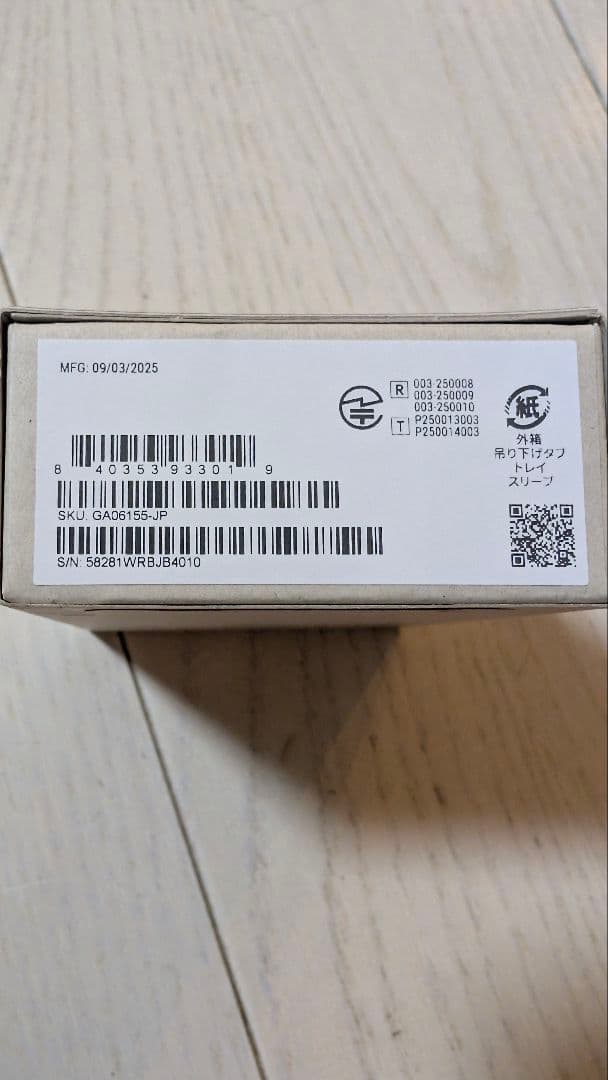 MFG: 09/03/2025
R 003-250008
003-250009
003-250010
T P250013003
P250014003
紙
外箱
吊り下げタブ
トレイ
スリーブ
8 40353 93301 9
SKU: GA06155-JP
S/N: 58281WRBJB4010